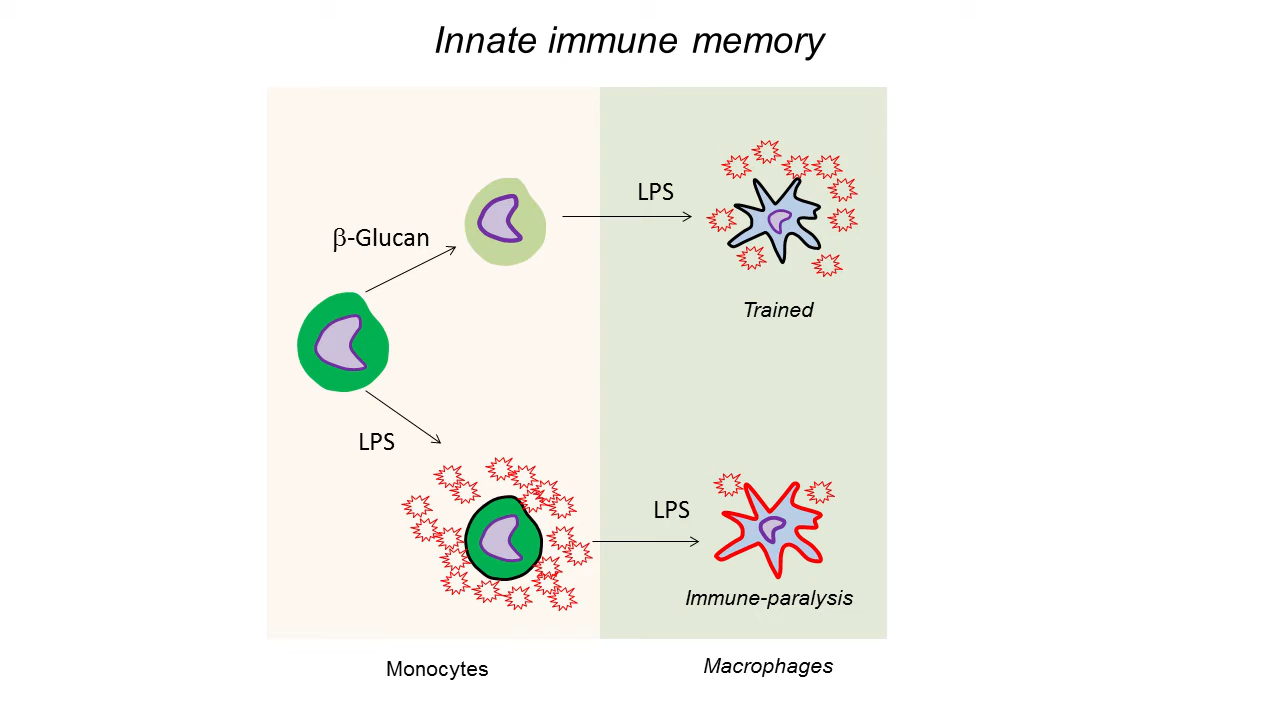 Innate immune memory
LPS
β-Glucan
Trained
LPS
LPS
Immune-paralysis
Monocytes
Macrophages